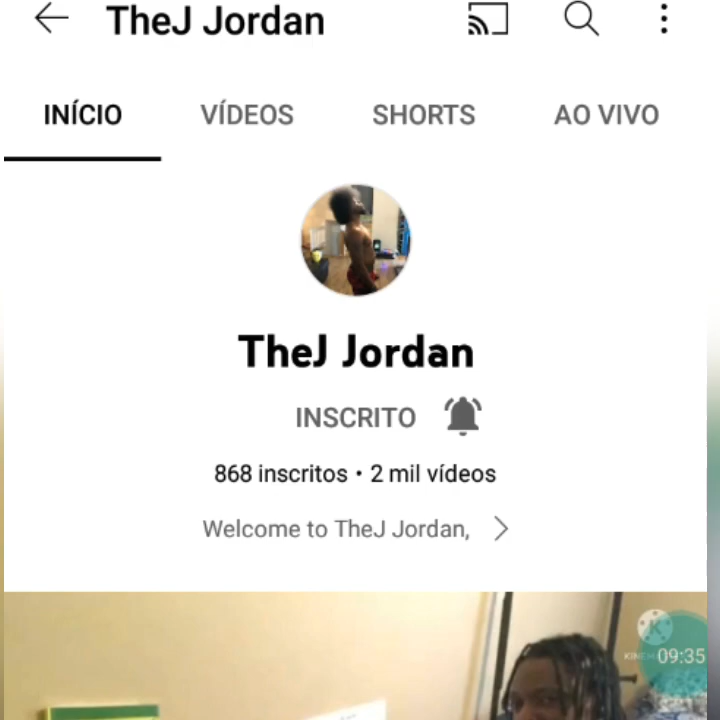 TheJ Jordan
INÍCIO VÍDEOS SHORTS AO VIVO
TheJ Jordan
INSCRITO
868 inscritos • 2 mil vídeos
Welcome to TheJ Jordan,
K
09:35